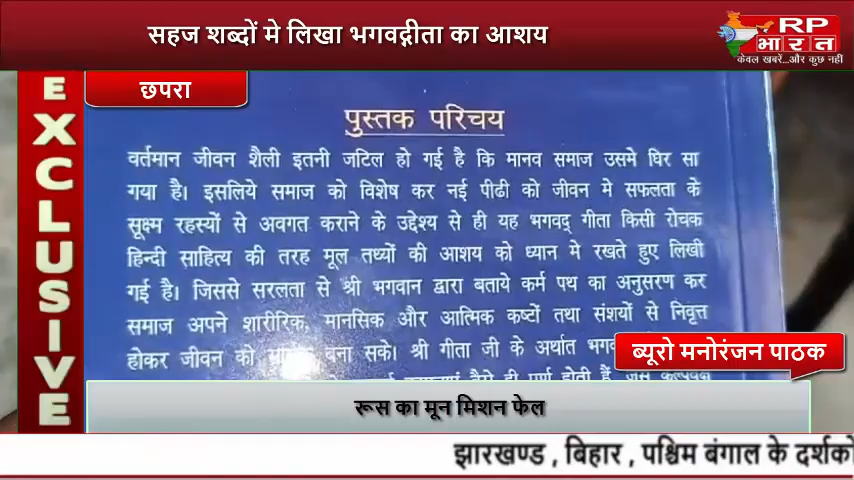 सहज शब्दों मे लिखा भगवद्गीता का आशय
RP
भारत
केवल खबरें...और कुछ नहीं
EXCLUSIVE
छपरा
पुस्तक परिचय
वर्तमान जीवन शैली इतनी जटिल हो गई है कि मानव समाज उसमे घिर सा
गया है। इसलिये समाज को विशेष कर नई पीढी को जीवन मे सफलता के
सूक्ष्म रहस्यों से अवगत कराने के उद्देश्य से ही यह भगवद् गीता किसी रोचक
हिन्दी साहित्य की तरह मूल तथ्यों की आशय को ध्यान मे रखते हुए लिखी
गई है। जिससे सरलता से श्री भगवान द्वारा बताये कर्म पथ का अनुसरण कर
समाज अपने शारीरिक, मानसिक और आत्मिक कष्टों तथा संशयों से निवृत्त
होकर जीवन को बना सके। श्री गीता जी के अर्थात
ब्यूरो मनोरंजन पाठक
रूस का मून मिशन फेल
झारखण्ड , बिहार , पश्चिम बंगाल के दर्शको